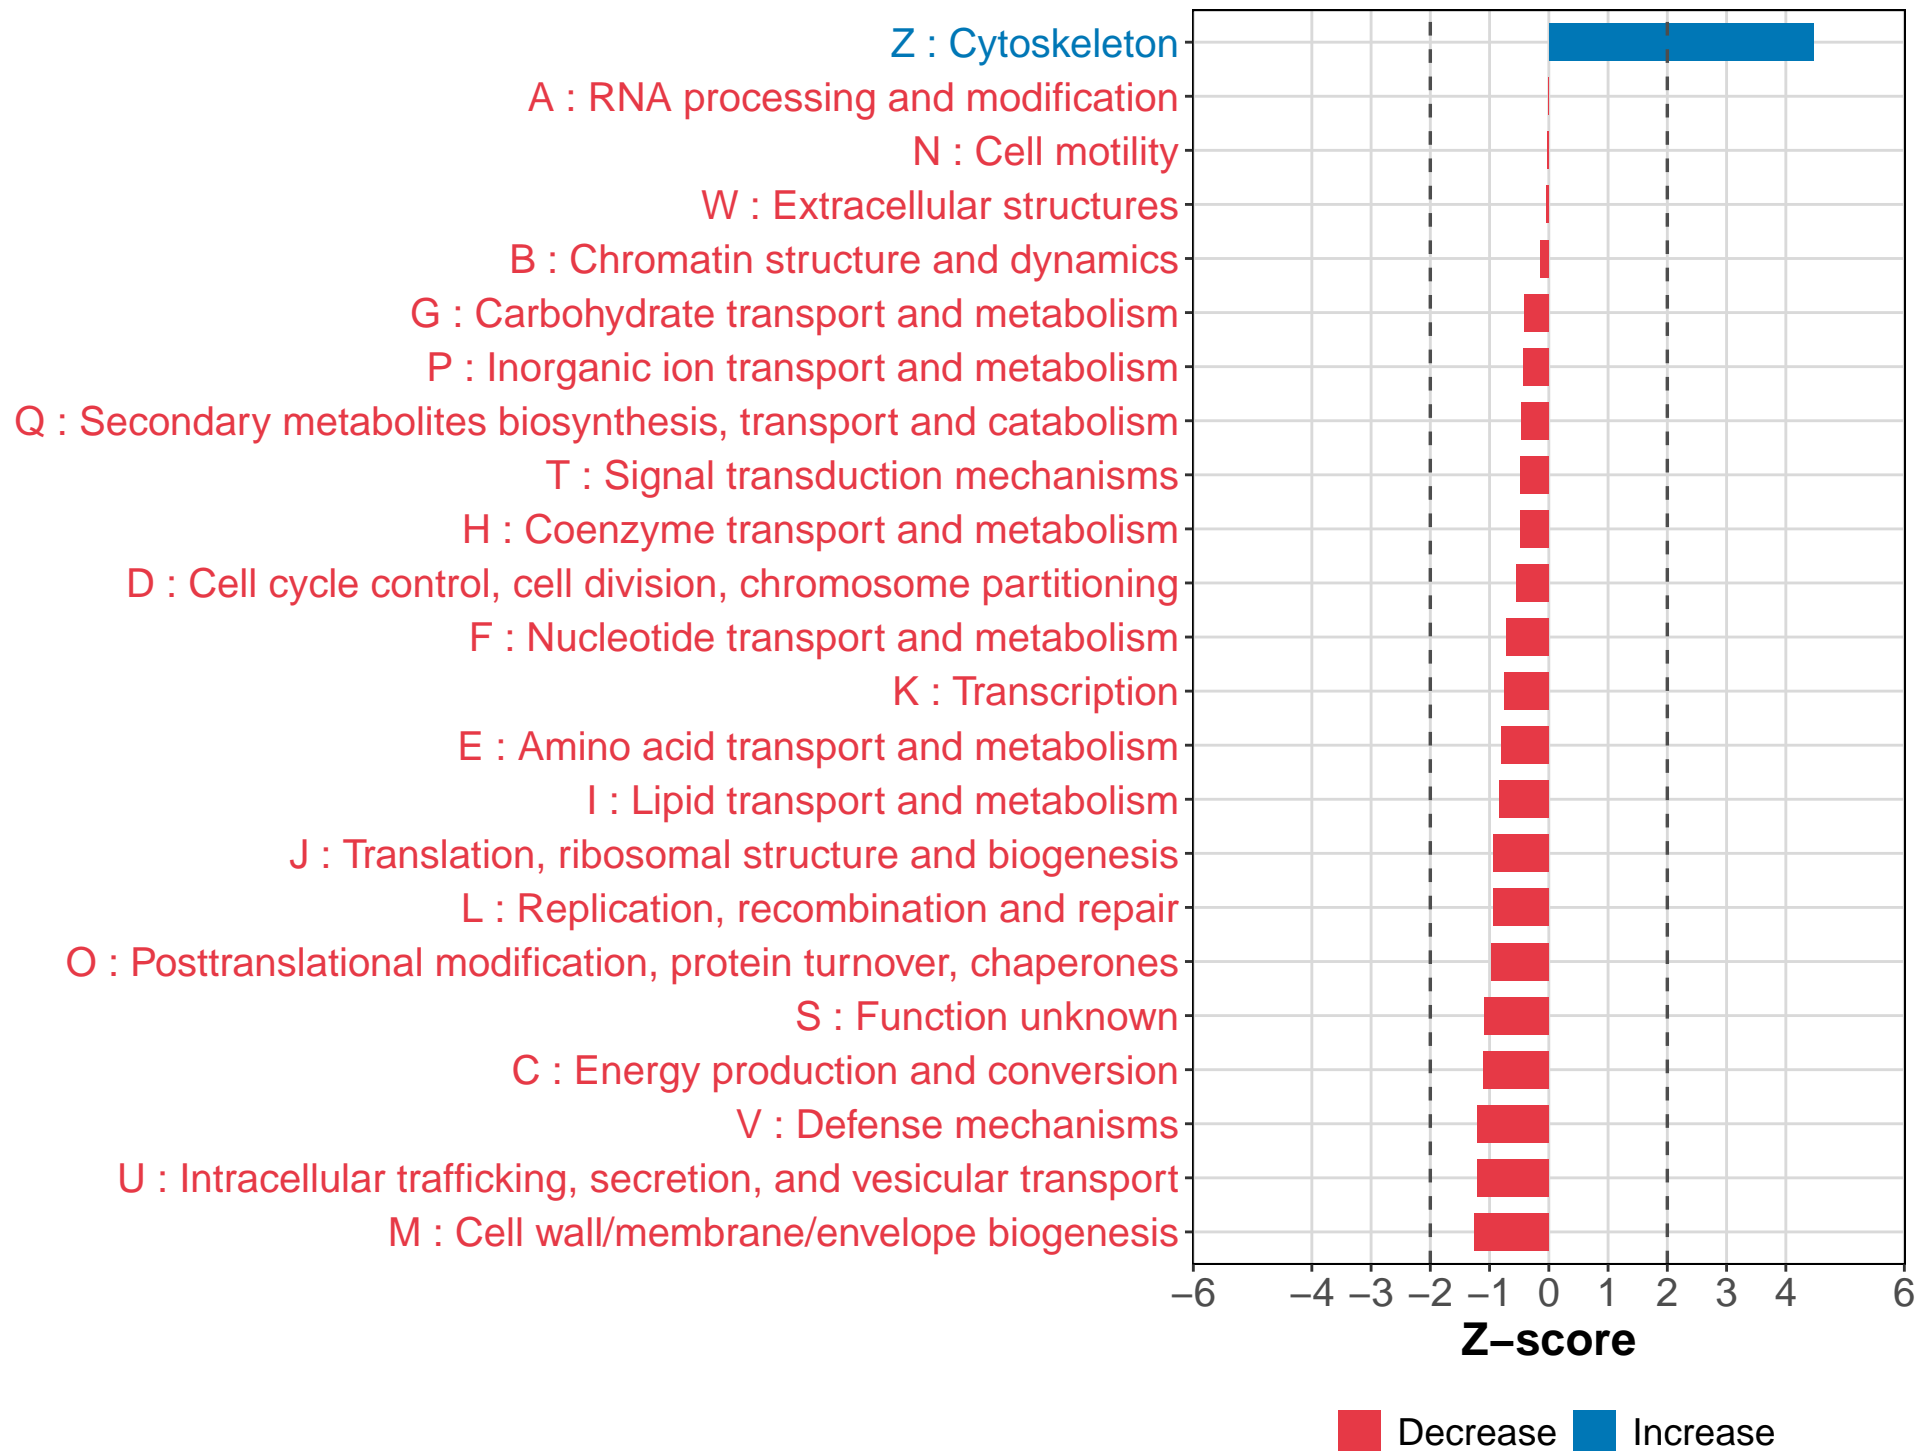 Z : Cytoskeleton
A : RNA processing and modification
N : Cell motility
W : Extracellular structures
B : Chromatin structure and dynamics
G : Carbohydrate transport and metabolism
P : Inorganic ion transport and metabolism
Q : Secondary metabolites biosynthesis, transport and catabolism
T : Signal transduction mechanisms
H : Coenzyme transport and metabolism
D : Cell cycle control, cell division, chromosome partitioning
F : Nucleotide transport and metabolism
K : Transcription
E : Amino acid transport and metabolism
I : Lipid transport and metabolism
J : Translation, ribosomal structure and biogenesis
L : Replication, recombination and repair
O : Posttranslational modification, protein turnover, chaperones
S : Function unknown
C : Energy production and conversion
V : Defense mechanisms
U : Intracellular trafficking, secretion, and vesicular transport
M : Cell wall/membrane/envelope biogenesis
−6 −4 −3 −2 −1 0 1 2 3 4 6
Z−score
Decrease Increase